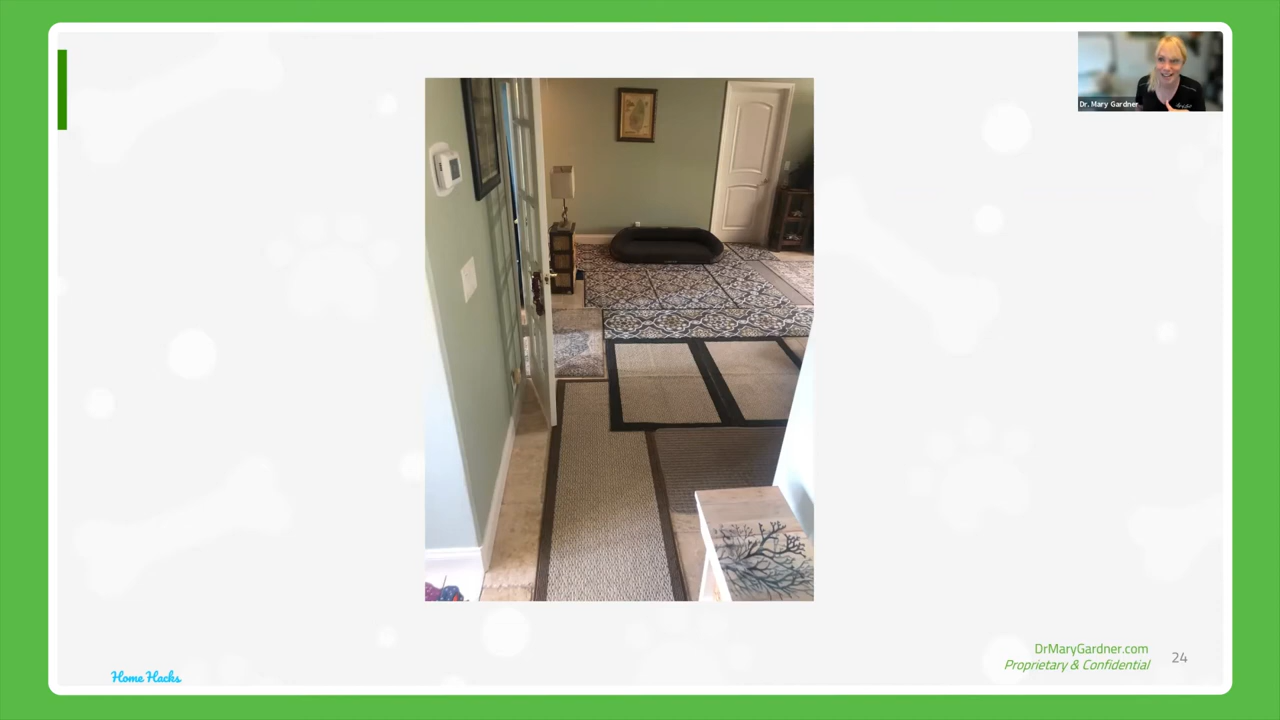 Dr. Mary Gardner
DrMaryGardner.com
Proprietary & Confidential
24
Home Hacks